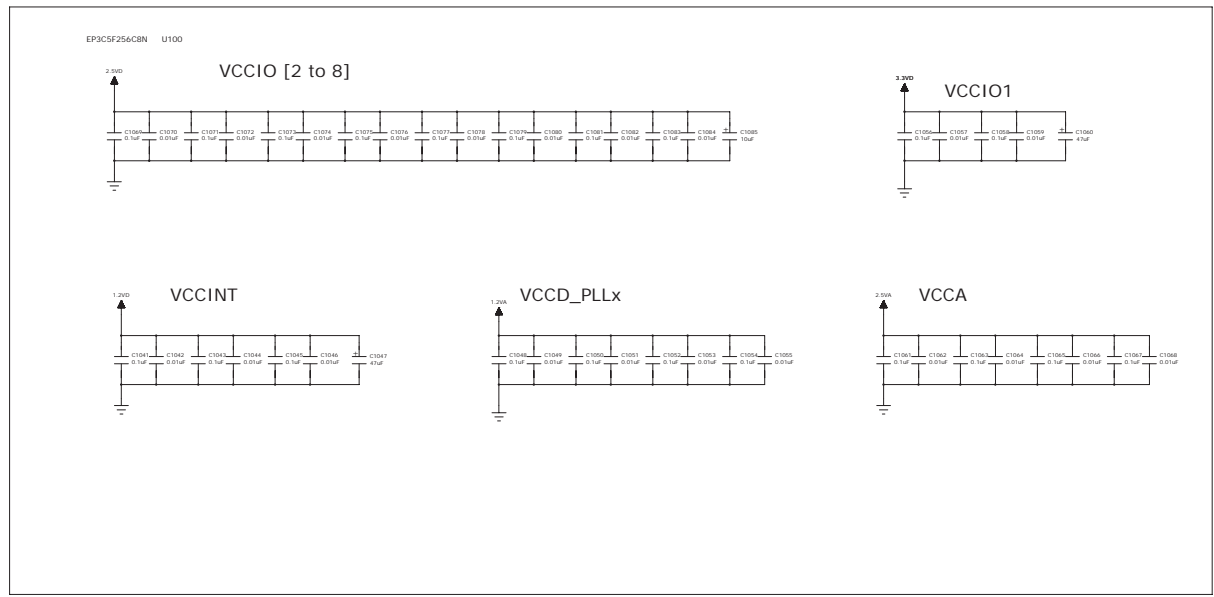 EP3C5F256C8N U100
2.5VD
VCCIO [2 to 8]
C1069 C1070 C1071 C1072 C1073 C1074 C1075 C1076 C1077 C1078 C1079 C1080 C1081 C1082 C1083 C1084 C1085
0.1uF 0.01uF 0.1uF 0.01uF 0.1uF 0.01uF 0.1uF 0.01uF 0.1uF 0.01uF 0.1uF 0.01uF 0.1uF 0.01uF 0.1uF 0.01uF 10uF
3.3VD
VCCIO1
C1056 C1057 C1058 C1059 C1060
0.1uF 0.01uF 0.1uF 0.01uF 47uF
1.2VD
VCCINT
C1041 C1042 C1043 C1044 C1045 C1046 C1047
0.1uF 0.01uF 0.1uF 0.01uF 0.1uF 0.01uF 47uF
1.2VA
VCCD_PLLx
C1048 C1049 C1050 C1051 C1052 C1053 C1054 C1055
0.1uF 0.01uF 0.1uF 0.01uF 0.1uF 0.01uF 0.1uF 0.01uF
2.5VA
VCCA
C1061 C1062 C1063 C1064 C1065 C1066 C1067 C1068
0.1uF 0.01uF 0.1uF 0.01uF 0.1uF 0.01uF 0.1uF 0.01uF